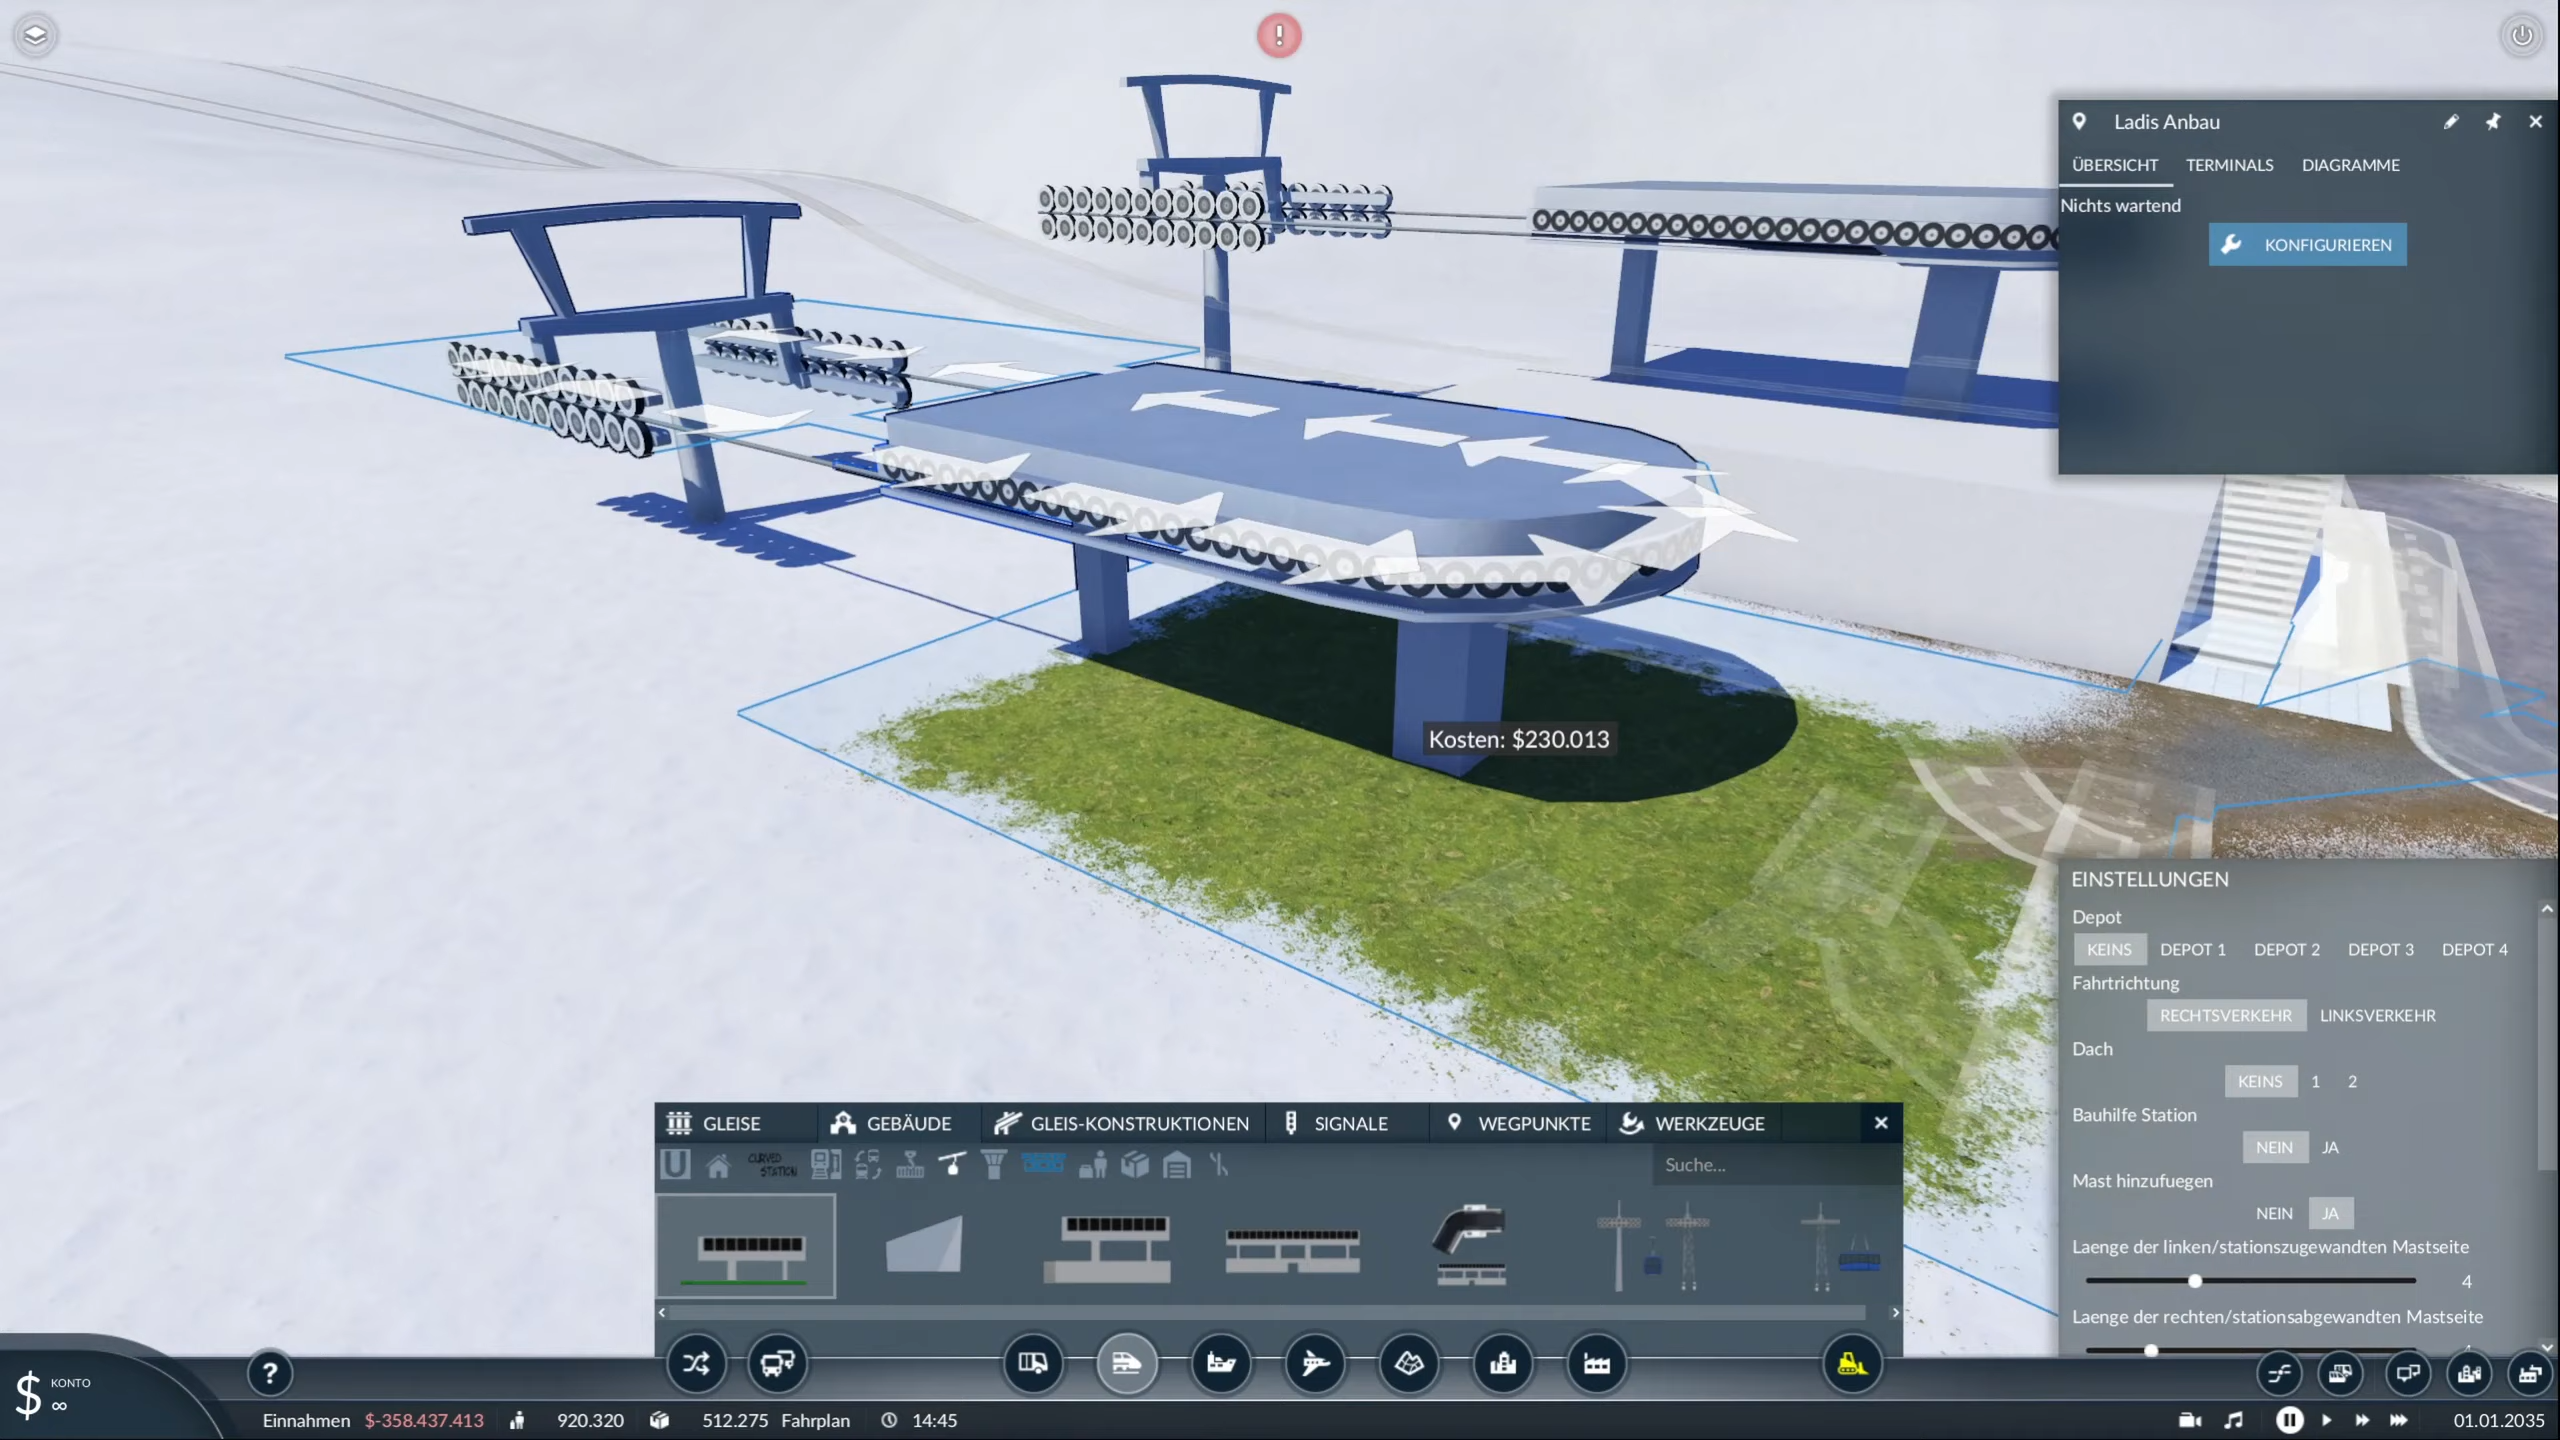 Ladis Anbau
ÜBERSICHT TERMINALS DIAGRAMME
Nichts wartend
KONFIGURIEREN
Kosten: $230.013
EINSTELLUNGEN
Depot
KEINS DEPOT 1 DEPOT 2 DEPOT 3 DEPOT 4
Fahrtrichtung
RECHTSVERKEHR LINKSVERKEHR
Dach
KEINS 1 2
Bauhilfe Station
NEIN JA
Mast hinzufuegen
NEIN JA
Laenge der linken/stationszugewandten Mastseite
4
Laenge der rechten/stationsabgewandten Mastseite
GLEISE GEBÄUDE GLEIS-KONSTRUKTIONEN SIGNALE WEGPUNKTE WERKZEUGE
CURVED
STATION
Suche...
KONTO
∞
Einnahmen $-358.437.413 920.320 512.275 Fahrplan 14:45 01.01.2035